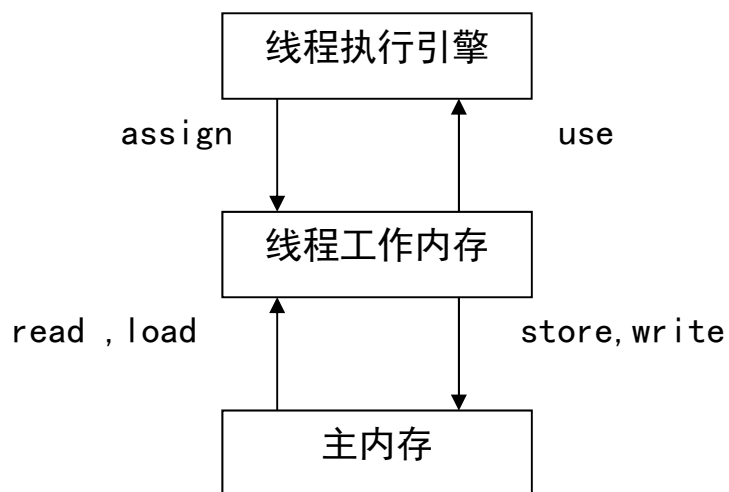 线程执行引擎
assign
use
线程工作内存
read ,load
store,write
主内存